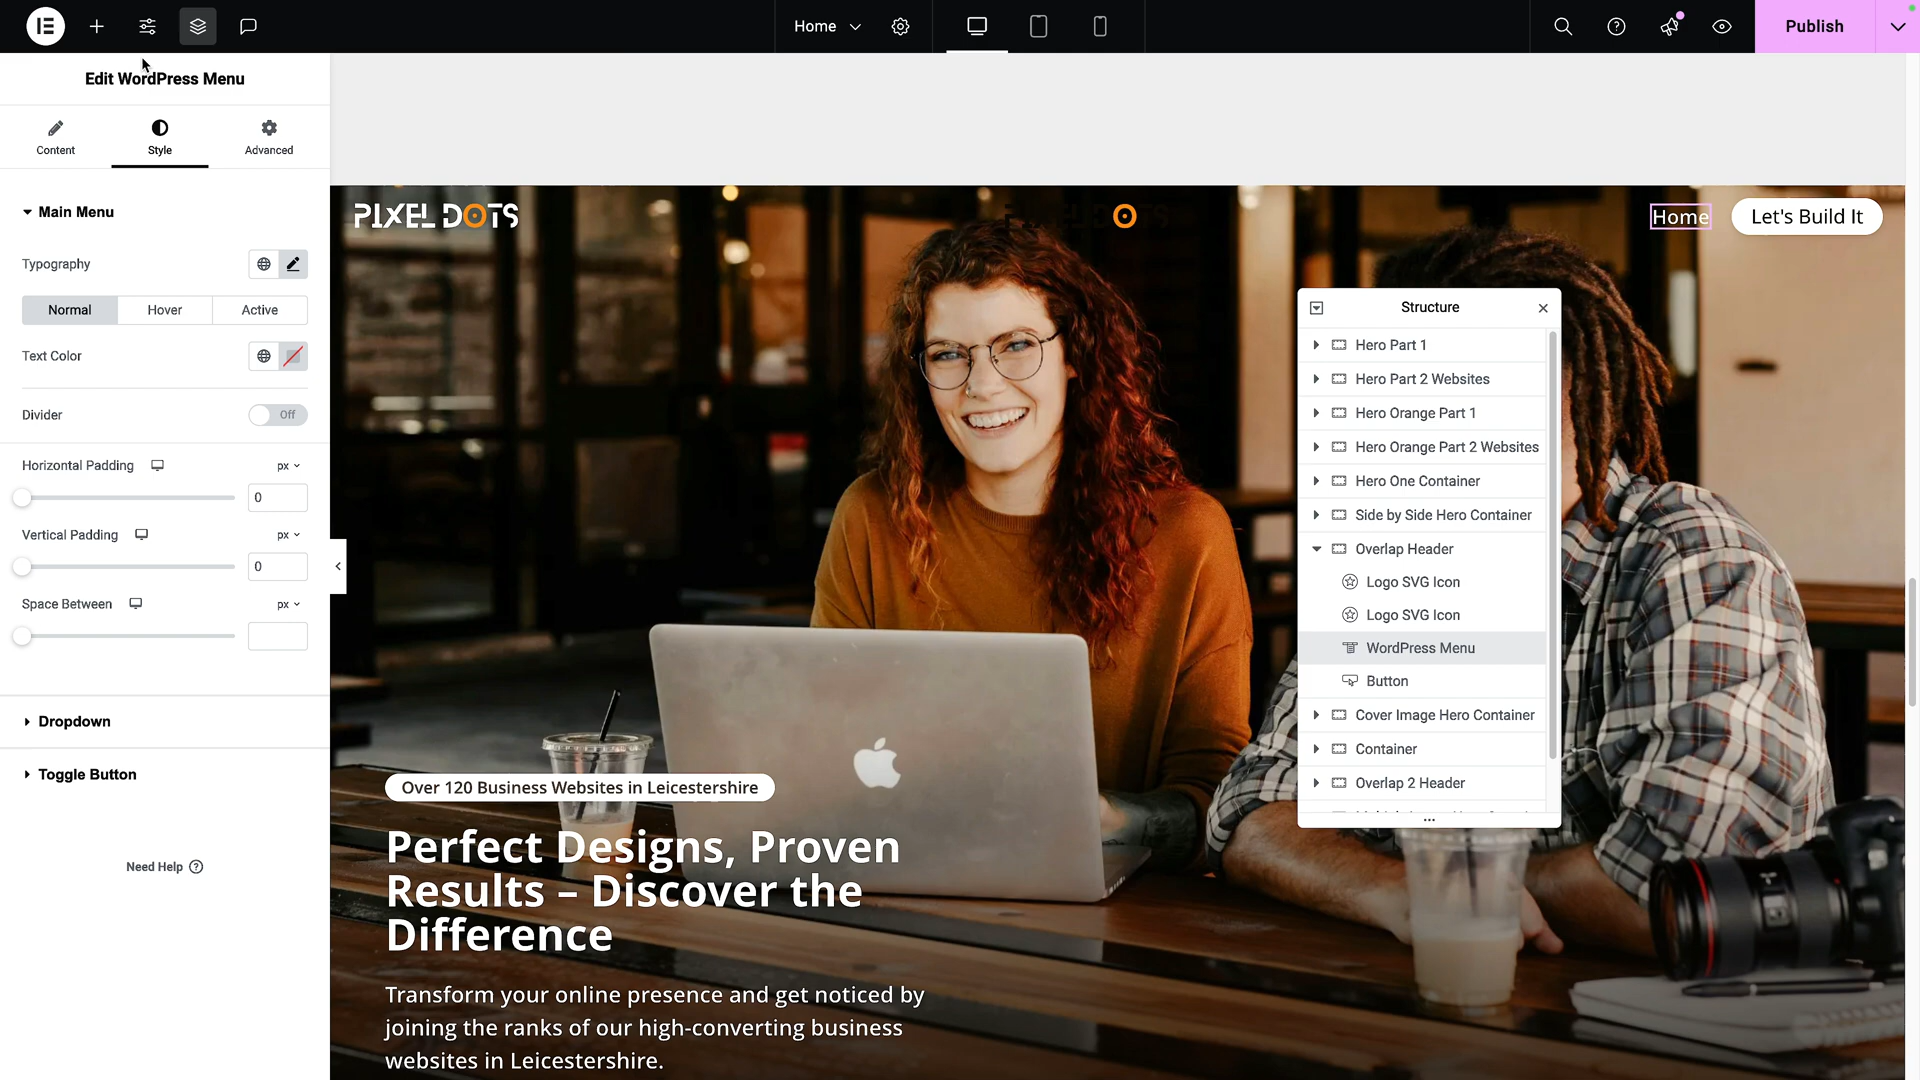 Home
Publish
Edit WordPress Menu
Content
Style
Advanced
Main Menu
Typography
Normal
Hover
Active
Text Color
Divider
Off
Horizontal Padding
px
0
Vertical Padding
px
0
Space Between
px
Dropdown
Toggle Button
Need Help
PIXEL DOTS
Home
Let's Build It
Structure
Hero Part 1
Hero Part 2 Websites
Hero Orange Part 1
Hero Orange Part 2 Websites
Hero One Container
Side by Side Hero Container
Overlap Header
Logo SVG Icon
Logo SVG Icon
WordPress Menu
Button
Cover Image Hero Container
Container
Overlap 2 Header
Over 120 Business Websites in Leicestershire
Perfect Designs, Proven
Results – Discover the
Difference
Transform your online presence and get noticed by
joining the ranks of our high-converting business
websites in Leicestershire.